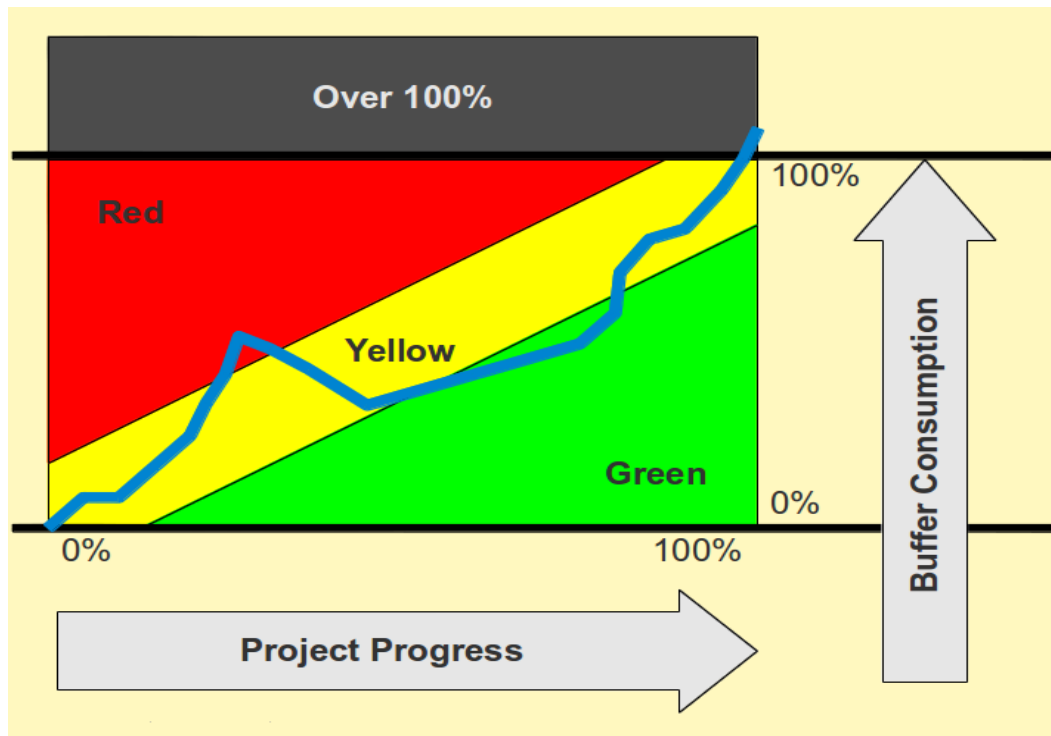 Over 100%
100%
Red
Yellow
Green
0%
0%
100%
Buffer Consumption
Project Progress